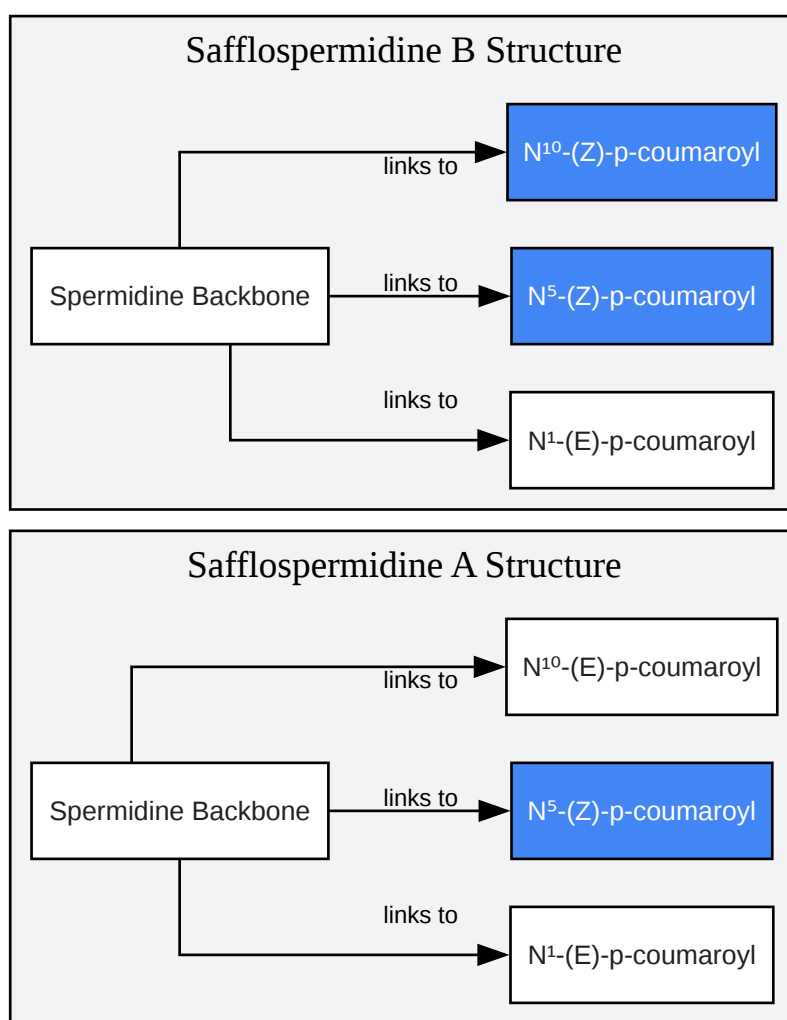 Safflospermidine B Structure
N¹⁰-(Z)-p-coumaroyl
links to
Spermidine Backbone
links to
N⁵-(Z)-p-coumaroyl
links to
N¹-(E)-p-coumaroyl
Safflospermidine A Structure
N¹⁰-(E)-p-coumaroyl
links to
Spermidine Backbone
links to
N⁵-(Z)-p-coumaroyl
links to
N¹-(E)-p-coumaroyl